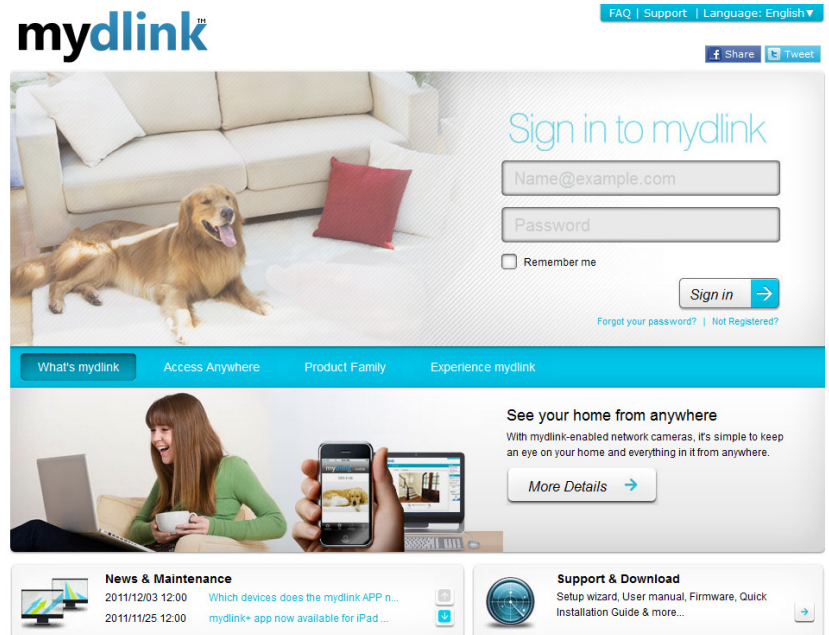 FAQ | Support | Language: English▼
mydlink™
Share Tweet
Sign in to mydlink
Name@example.com
Password
Remember me
Sign in
Forgot your password? | Not Registered?
What's mydlink Access Anywhere Product Family Experience mydlink
See your home from anywhere
With mydlink-enabled network cameras, it's simple to keep
an eye on your home and everything in it from anywhere.
More Details
mydlink
News & Maintenance
2011/12/03 12:00 Which devices does the mydlink APP n...
2011/11/25 12:00 mydlink+ app now available for iPad ...
Support & Download
Setup wizard, User manual, Firmware, Quick
Installation Guide & more...